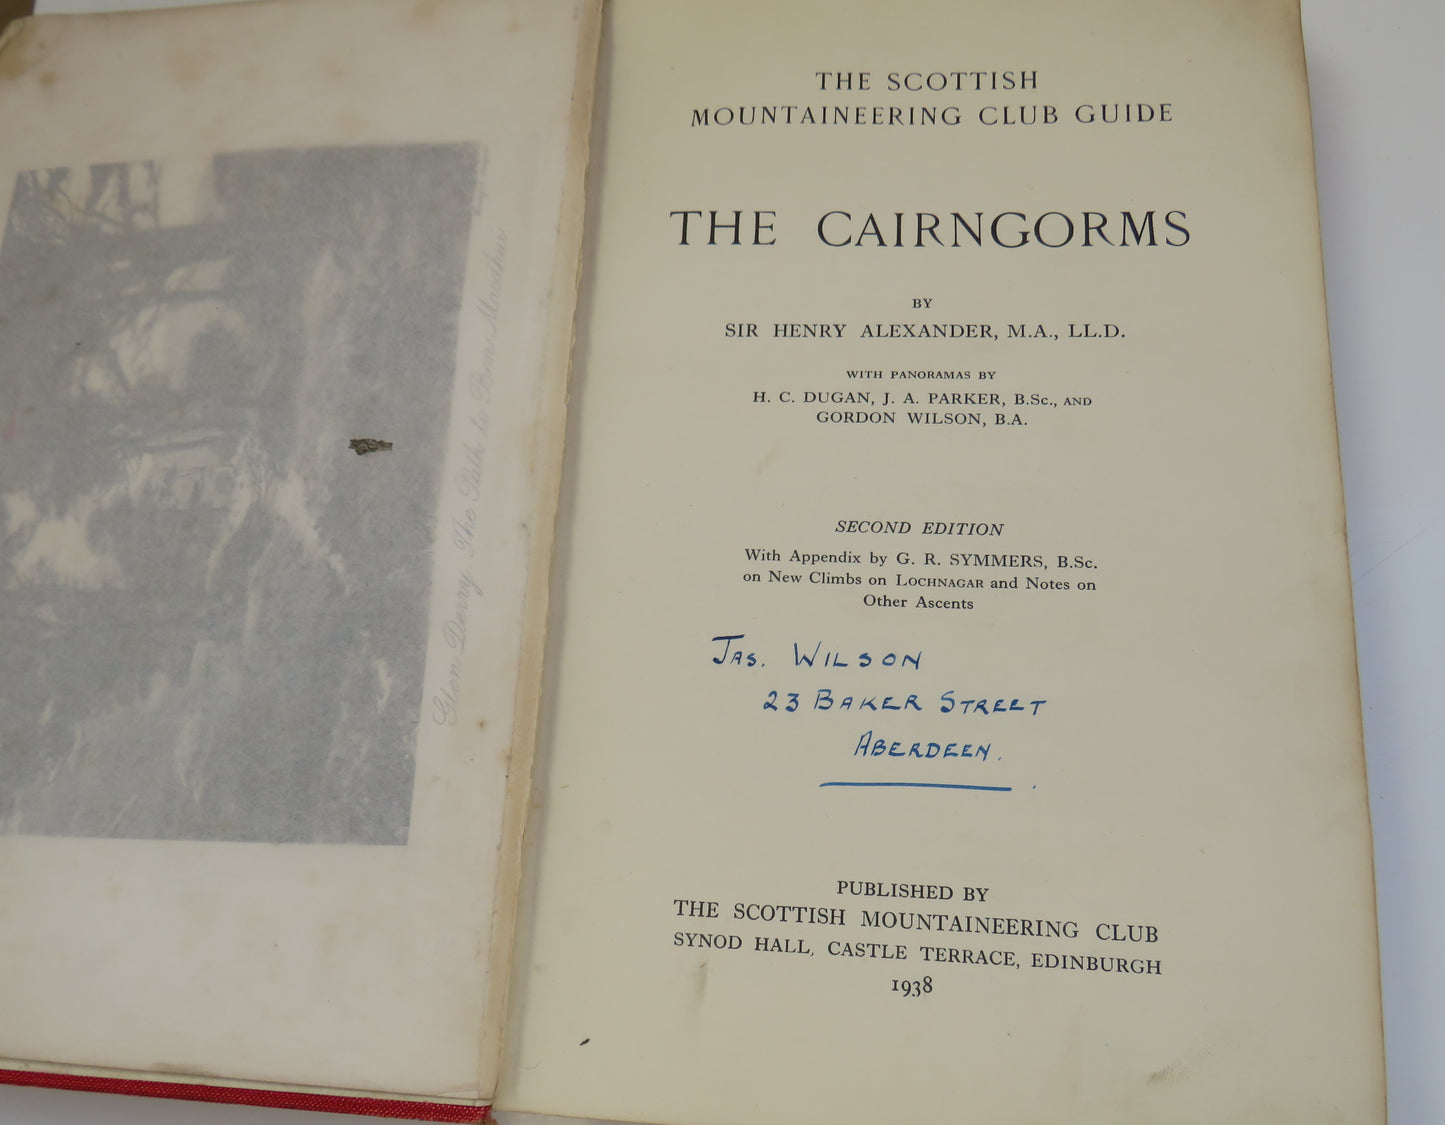 Glen Derry. The Path to Ben Macdhui
THE SCOTTISH
MOUNTAINEERING CLUB GUIDE
THE CAIRNGORMS
BY
SIR HENRY ALEXANDER, M.A., LL.D.
WITH PANORAMAS BY
H. C. DUGAN, J. A. PARKER, B.Sc., AND
GORDON WILSON, B.A.
SECOND EDITION
With Appendix by G. R. SYMMERS, B.Sc.
on New Climbs on LOCHNAGAR and Notes on
Other Ascents
JAS. WILSON
23 BAKER STREET
ABERDEEN.
PUBLISHED BY
THE SCOTTISH MOUNTAINEERING CLUB
SYNOD HALL, CASTLE TERRACE, EDINBURGH
1938